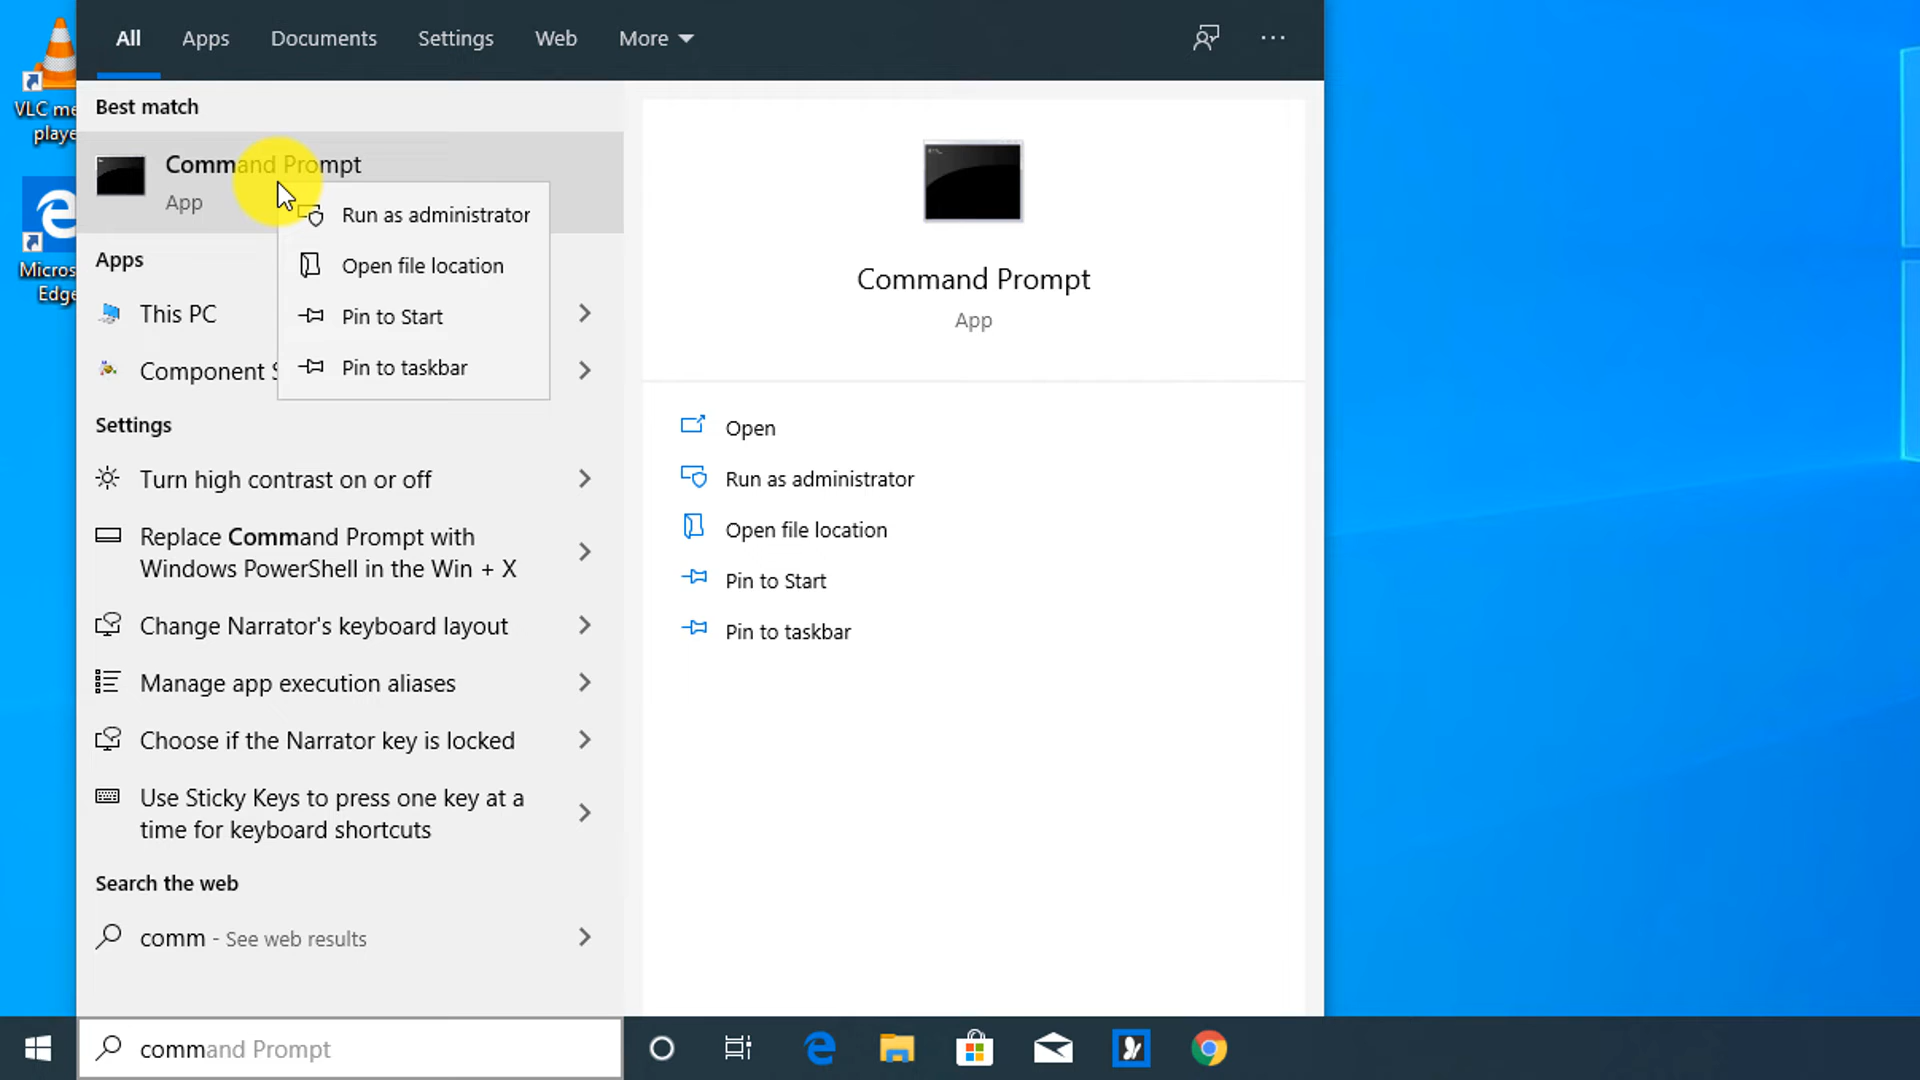 All Apps Documents Settings Web More
VLC me
playe
Micros
Edge
Best match
Command Prompt
App
Run as administrator
Open file location
Pin to Start
Pin to taskbar
Apps
This PC
Component S
Settings
Turn high contrast on or off
Replace Command Prompt with
Windows PowerShell in the Win + X
Change Narrator's keyboard layout
Manage app execution aliases
Choose if the Narrator key is locked
Use Sticky Keys to press one key at a
time for keyboard shortcuts
Search the web
comm - See web results
Command Prompt
App
Open
Run as administrator
Open file location
Pin to Start
Pin to taskbar
command Prompt